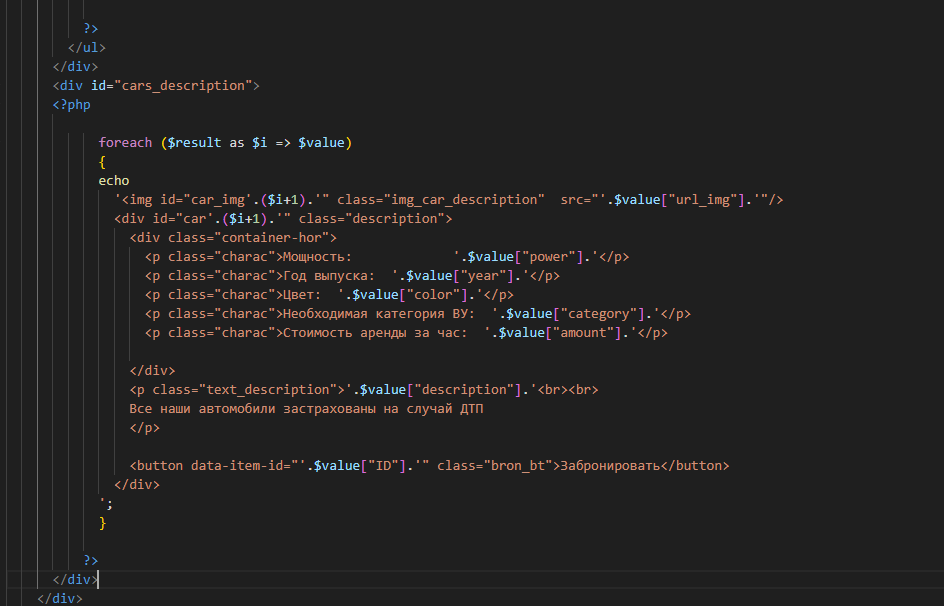 ?>
</ul>
</div>
<div id="cars_description">
<?php
foreach ($result as $i => $value)
{
echo
'<img id="car_img'.($i+1).'" class="img_car_description"  src="'.$value["url_img"].'"/>
<div id="car'.($i+1).'" class="description">
<div class="container-hor">
<p class="charac">Мощность:             '.$value["power"].'</p>
<p class="charac">Год выпуска:  '.$value["year"].'</p>
<p class="charac">Цвет:  '.$value["color"].'</p>
<p class="charac">Необходимая категория ВУ:  '.$value["category"].'</p>
<p class="charac">Стоимость аренды за час:  '.$value["amount"].'</p>
</div>
<p class="text_description">'.$value["description"].'<br><br>
Все наши автомобили застрахованы на случай ДТП
</p>
<button data-item-id="'.$value["ID"].'" class="bron_bt">Забронировать</button>
</div>
';
}
?>
</div>
</div>